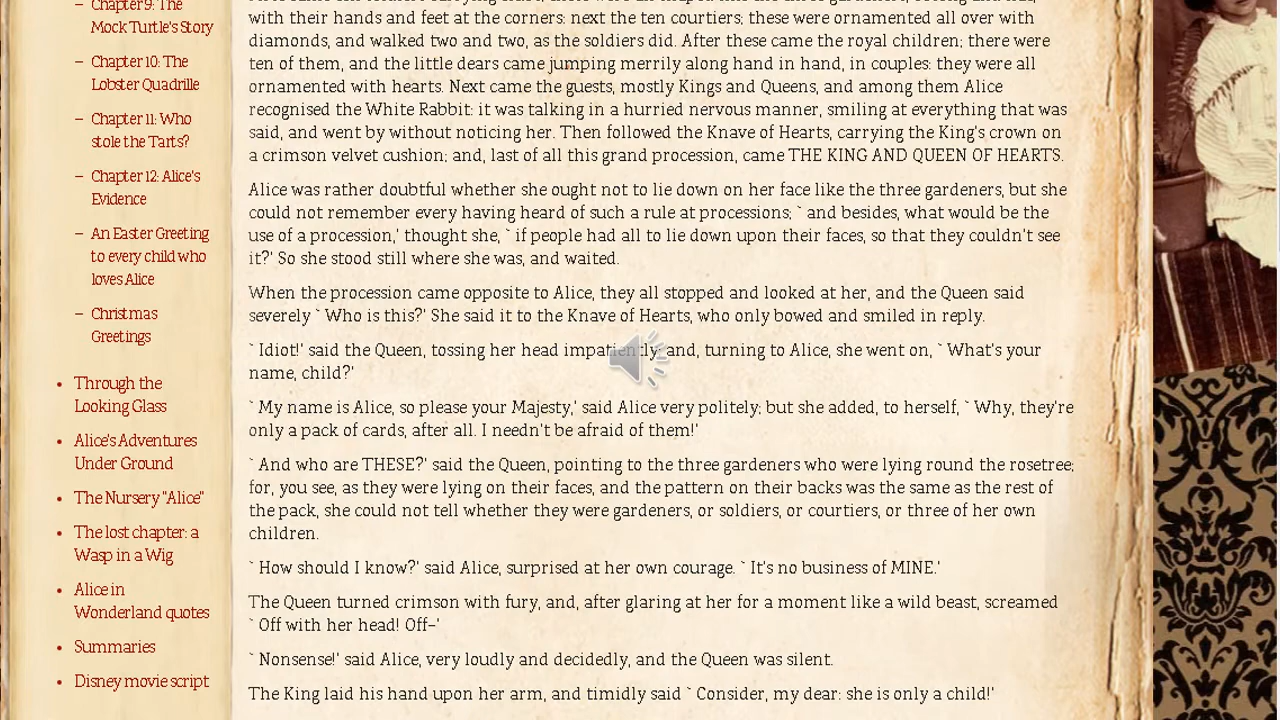 – Chapter 9: The
Mock Turtle's Story
– Chapter 10: The
Lobster Quadrille
– Chapter 11: Who
stole the Tarts?
– Chapter 12: Alice's
Evidence
– An Easter Greeting
to every child who
loves Alice
– Christmas
Greetings
• Through the
Looking Glass
• Alice's Adventures
Under Ground
• The Nursery "Alice"
• The lost chapter: a
Wasp in a Wig
• Alice in
Wonderland quotes
• Summaries
• Disney movie script
with their hands and feet at the corners: next the ten courtiers; these were ornamented all over with
diamonds, and walked two and two, as the soldiers did. After these came the royal children; there were
ten of them, and the little dears came jumping merrily along hand in hand, in couples: they were all
ornamented with hearts. Next came the guests, mostly Kings and Queens, and among them Alice
recognised the White Rabbit: it was talking in a hurried nervous manner, smiling at everything that was
said, and went by without noticing her. Then followed the Knave of Hearts, carrying the King's crown on
a crimson velvet cushion; and, last of all this grand procession, came THE KING AND QUEEN OF HEARTS.
Alice was rather doubtful whether she ought not to lie down on her face like the three gardeners, but she
could not remember every having heard of such a rule at processions; ` and besides, what would be the
use of a procession,' thought she, ` if people had all to lie down upon their faces, so that they couldn't see
it?' So she stood still where she was, and waited.
When the procession came opposite to Alice, they all stopped and looked at her, and the Queen said
severely ` Who is this?' She said it to the Knave of Hearts, who only bowed and smiled in reply.
` Idiot!' said the Queen, tossing her head impatiently; and, turning to Alice, she went on, ` What's your
name, child?'
` My name is Alice, so please your Majesty,' said Alice very politely; but she added, to herself, ` Why, they're
only a pack of cards, after all. I needn't be afraid of them!'
` And who are THESE?' said the Queen, pointing to the three gardeners who were lying round the rosetree;
for, you see, as they were lying on their faces, and the pattern on their backs was the same as the rest of
the pack, she could not tell whether they were gardeners, or soldiers, or courtiers, or three of her own
children.
` How should I know?' said Alice, surprised at her own courage. ` It's no business of MINE.'
The Queen turned crimson with fury, and, after glaring at her for a moment like a wild beast, screamed
` Off with her head! Off–'
` Nonsense!' said Alice, very loudly and decidedly, and the Queen was silent.
The King laid his hand upon her arm, and timidly said ` Consider, my dear: she is only a child!'